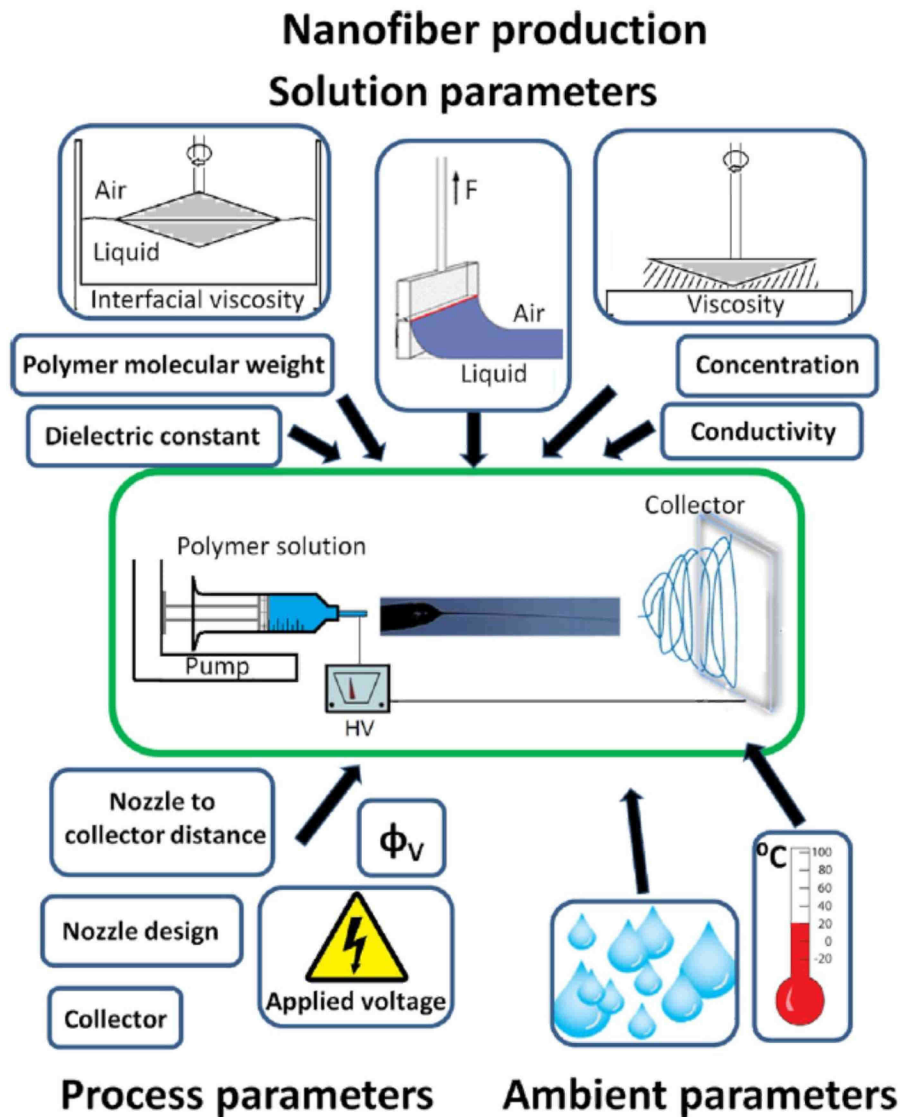 Nanofiber production
Solution parameters
Air
Liquid
Interfacial viscosity
F
Air
Liquid
Viscosity
Polymer molecular weight
Dielectric constant
Concentration
Conductivity
Polymer solution
Pump
HV
Collector
Nozzle to
collector distance
ϕV
Nozzle design
Applied voltage
Collector
ºC
100
80
60
40
20
0
-20
Process parameters
Ambient parameters